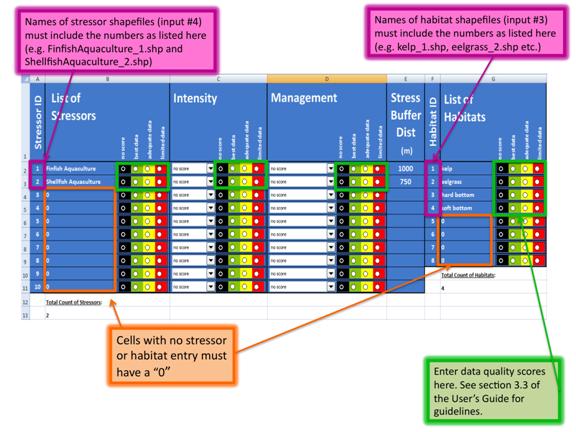 Names of stressor shapefiles (input #4)
must include the numbers as listed here
(e.g. FinfishAquaculture_1.shp and
ShellfishAquaculture_2.shp)
Names of habitat shapefiles (input #3)
must include the numbers as listed here
(e.g. kelp_1.shp, eelgrass_2.shp etc.)
A B C D E F G
1 Stressor ID List of Stressors no score best data adequate data limited data Intensity no score best data adequate data limited data Management no score best data adequate data limited data Stress Buffer Dist (m) Habitat ID List of Habitats no score best data adequate data limited data
2 1 Finfish Aquaculture no score no score 1000 1 kelp
3 2 Shellfish Aquaculture no score no score 750 2 eelgrass
4 3 0 no score no score 3 hard bottom
5 4 0 no score no score 4 soft bottom
6 5 0 no score no score 5 0
7 6 0 no score no score 6 0
8 7 0 no score no score 7 0
9 8 0 no score no score 8 0
10 9 0 no score no score Total Count of Habitats:
11 10 0 no score no score 4
12 Total Count of Stressors:
13 2
Cells with no stressor
or habitat entry must
have a “0”
Enter data quality scores
here. See section 3.3 of
the User’s Guide for
guidelines.